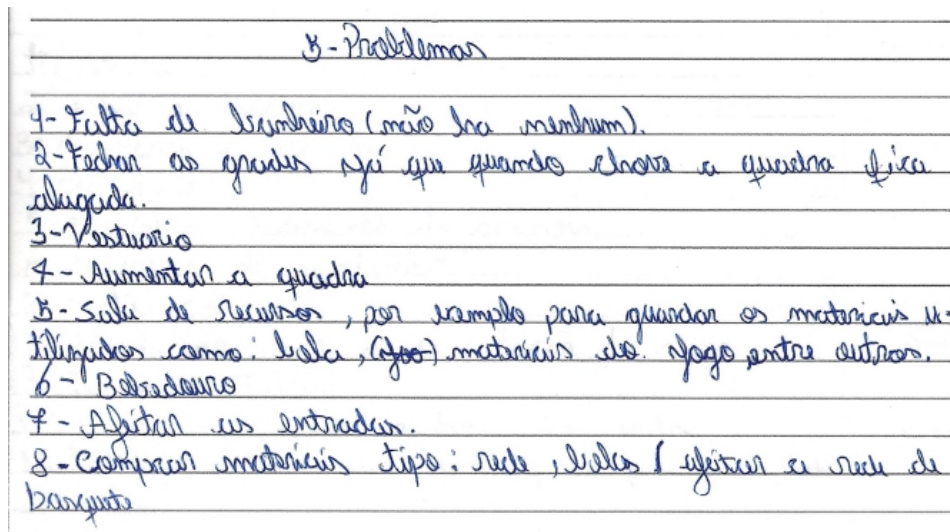 5-Problemas
1-Falta de banheiro (não ha nenhum).
2-Fechar as grades já que quando chove a quadra fica
alagada.
3-Vestuario
4-Aumentar a quadra
5-Sala de recursos, por exemplo para guardar os materiais u-
tilizados como: bola, (joo) materiais do jogo, entre outros.
6-Bebedouro
7-Ajeitar as entradas.
8-Comprar materiais tipo: rede, bolas / ajeitar a rede de
basquete